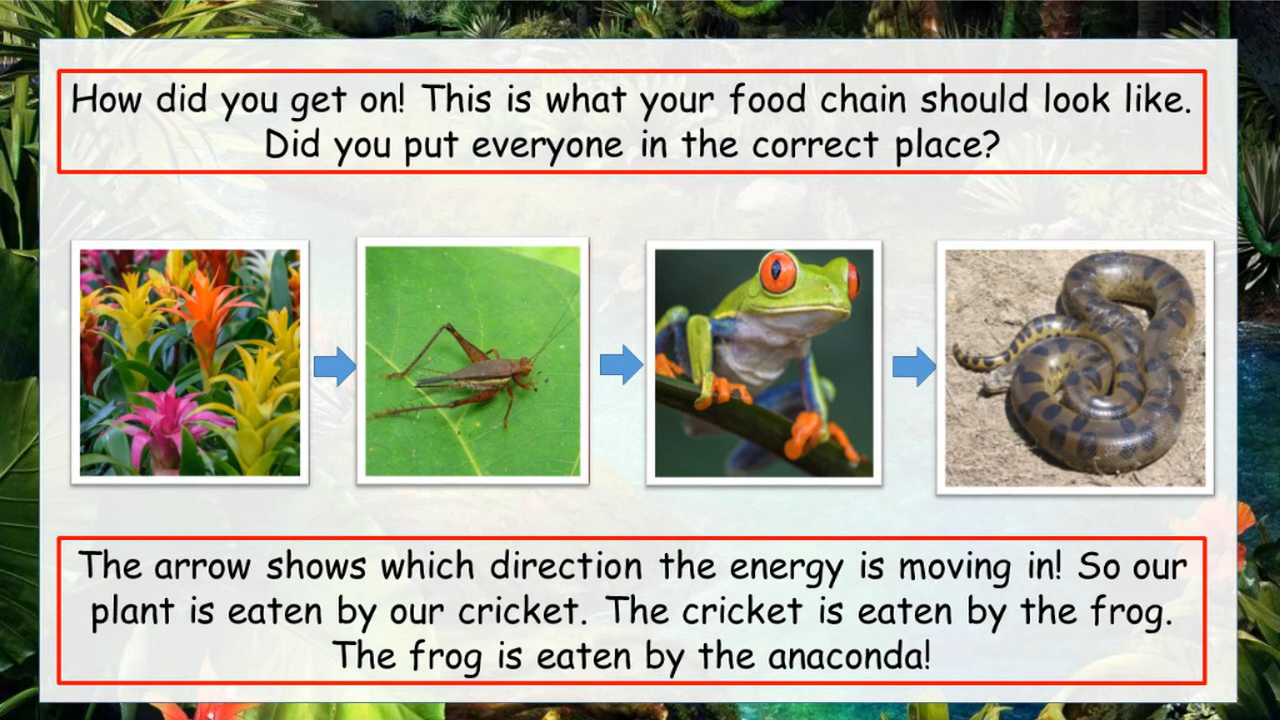 How did you get on! This is what your food chain should look like.
Did you put everyone in the correct place?
The arrow shows which direction the energy is moving in! So our
plant is eaten by our cricket. The cricket is eaten by the frog.
The frog is eaten by the anaconda!